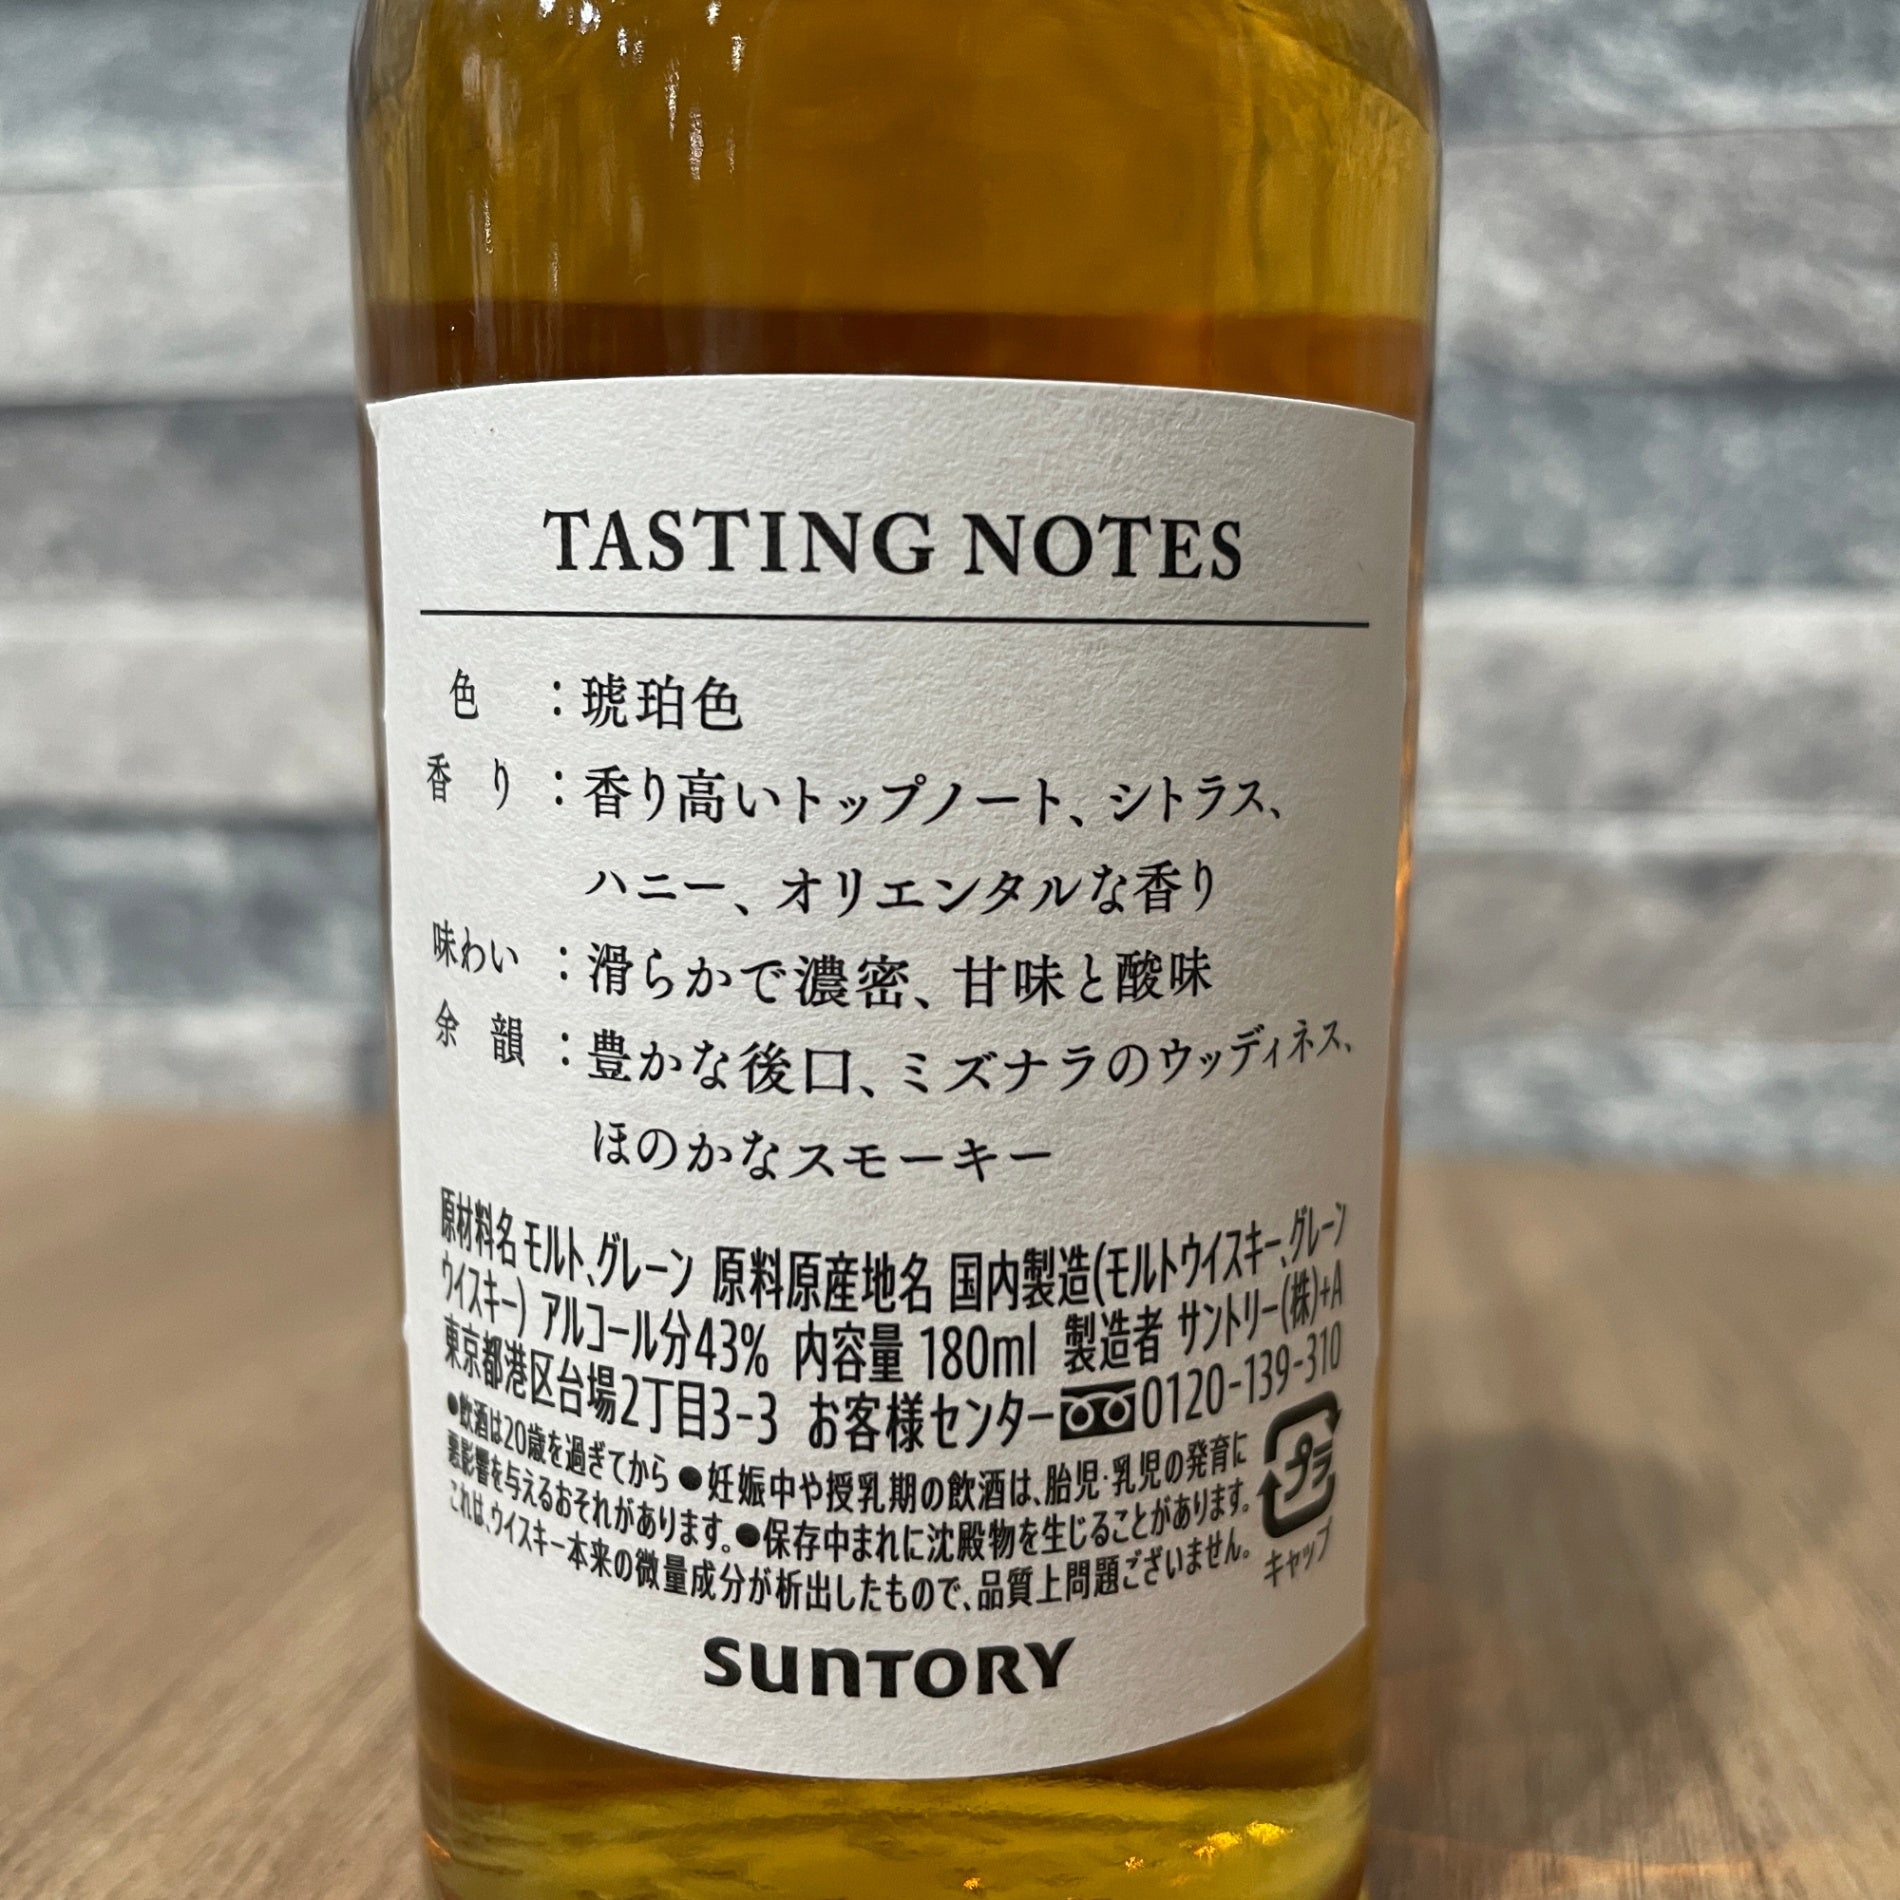 TASTING NOTES
色 : 琥珀色
香り : 香り高いトップノート、シトラス、
ハニー、オリエンタルな香り
味わい : 滑らかで濃密、甘味と酸味
余韻 : 豊かな後口、ミズナラのウッディネス、
ほのかなスモーキー
原材料名 モルト、グレーン 原料原産地名 国内製造(モルトウイスキー、グレーン
ウイスキー) アルコール分43% 内容量 180ml 製造者 サントリー(株)+A
東京都港区台場2丁目3-3 お客様センター0120-139-310
●飲酒は20歳を過ぎてから ●妊娠中や授乳期の飲酒は、胎児・乳児の発育に
悪影響を与えるおそれがあります。●保存中まれに沈殿物を生じることがあります。
これは、ウイスキー本来の微量成分が析出したもので、品質上問題ございません。
プラ
キャップ
SUNTORY